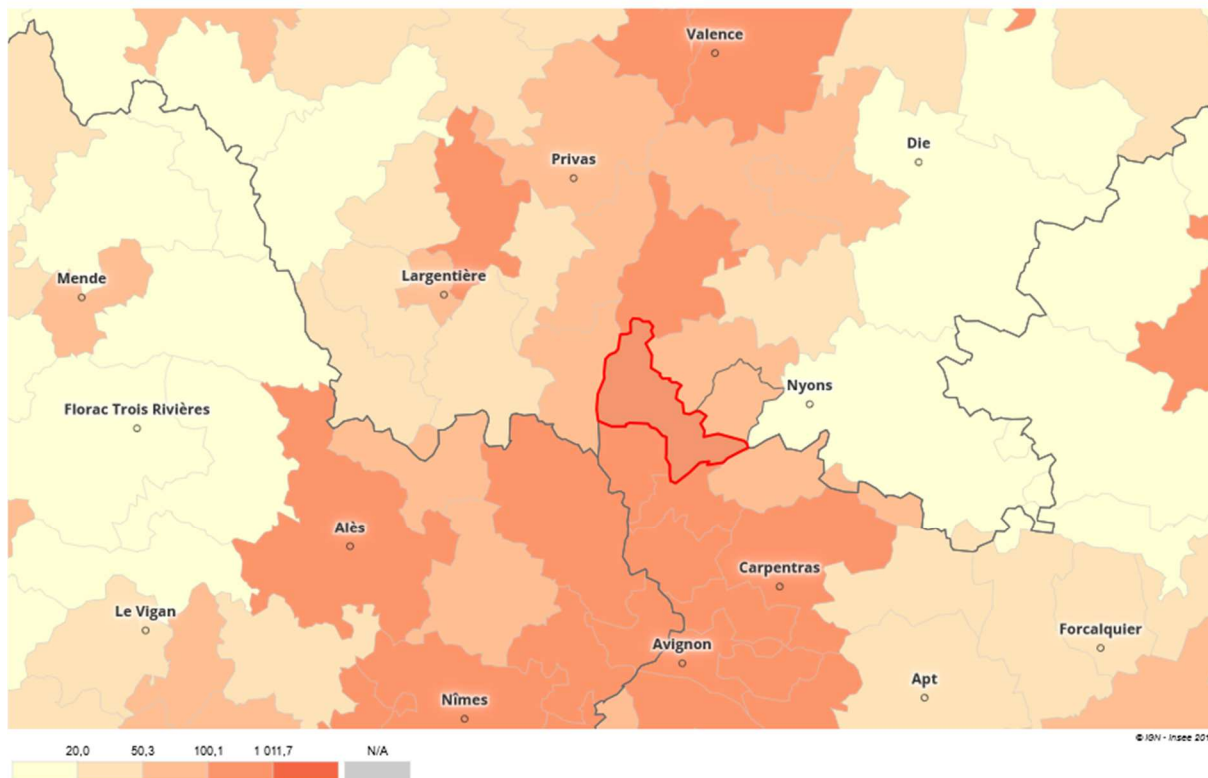 Valence
Die
Privas
Mende
Largentière
Nyons
Florac Trois Rivières
Alès
Carpentras
Le Vigan
Forcalquier
Avignon
Apt
Nîmes
© IGN - Insee 201
20,0 50,3 100,1 1 011,7 N/A